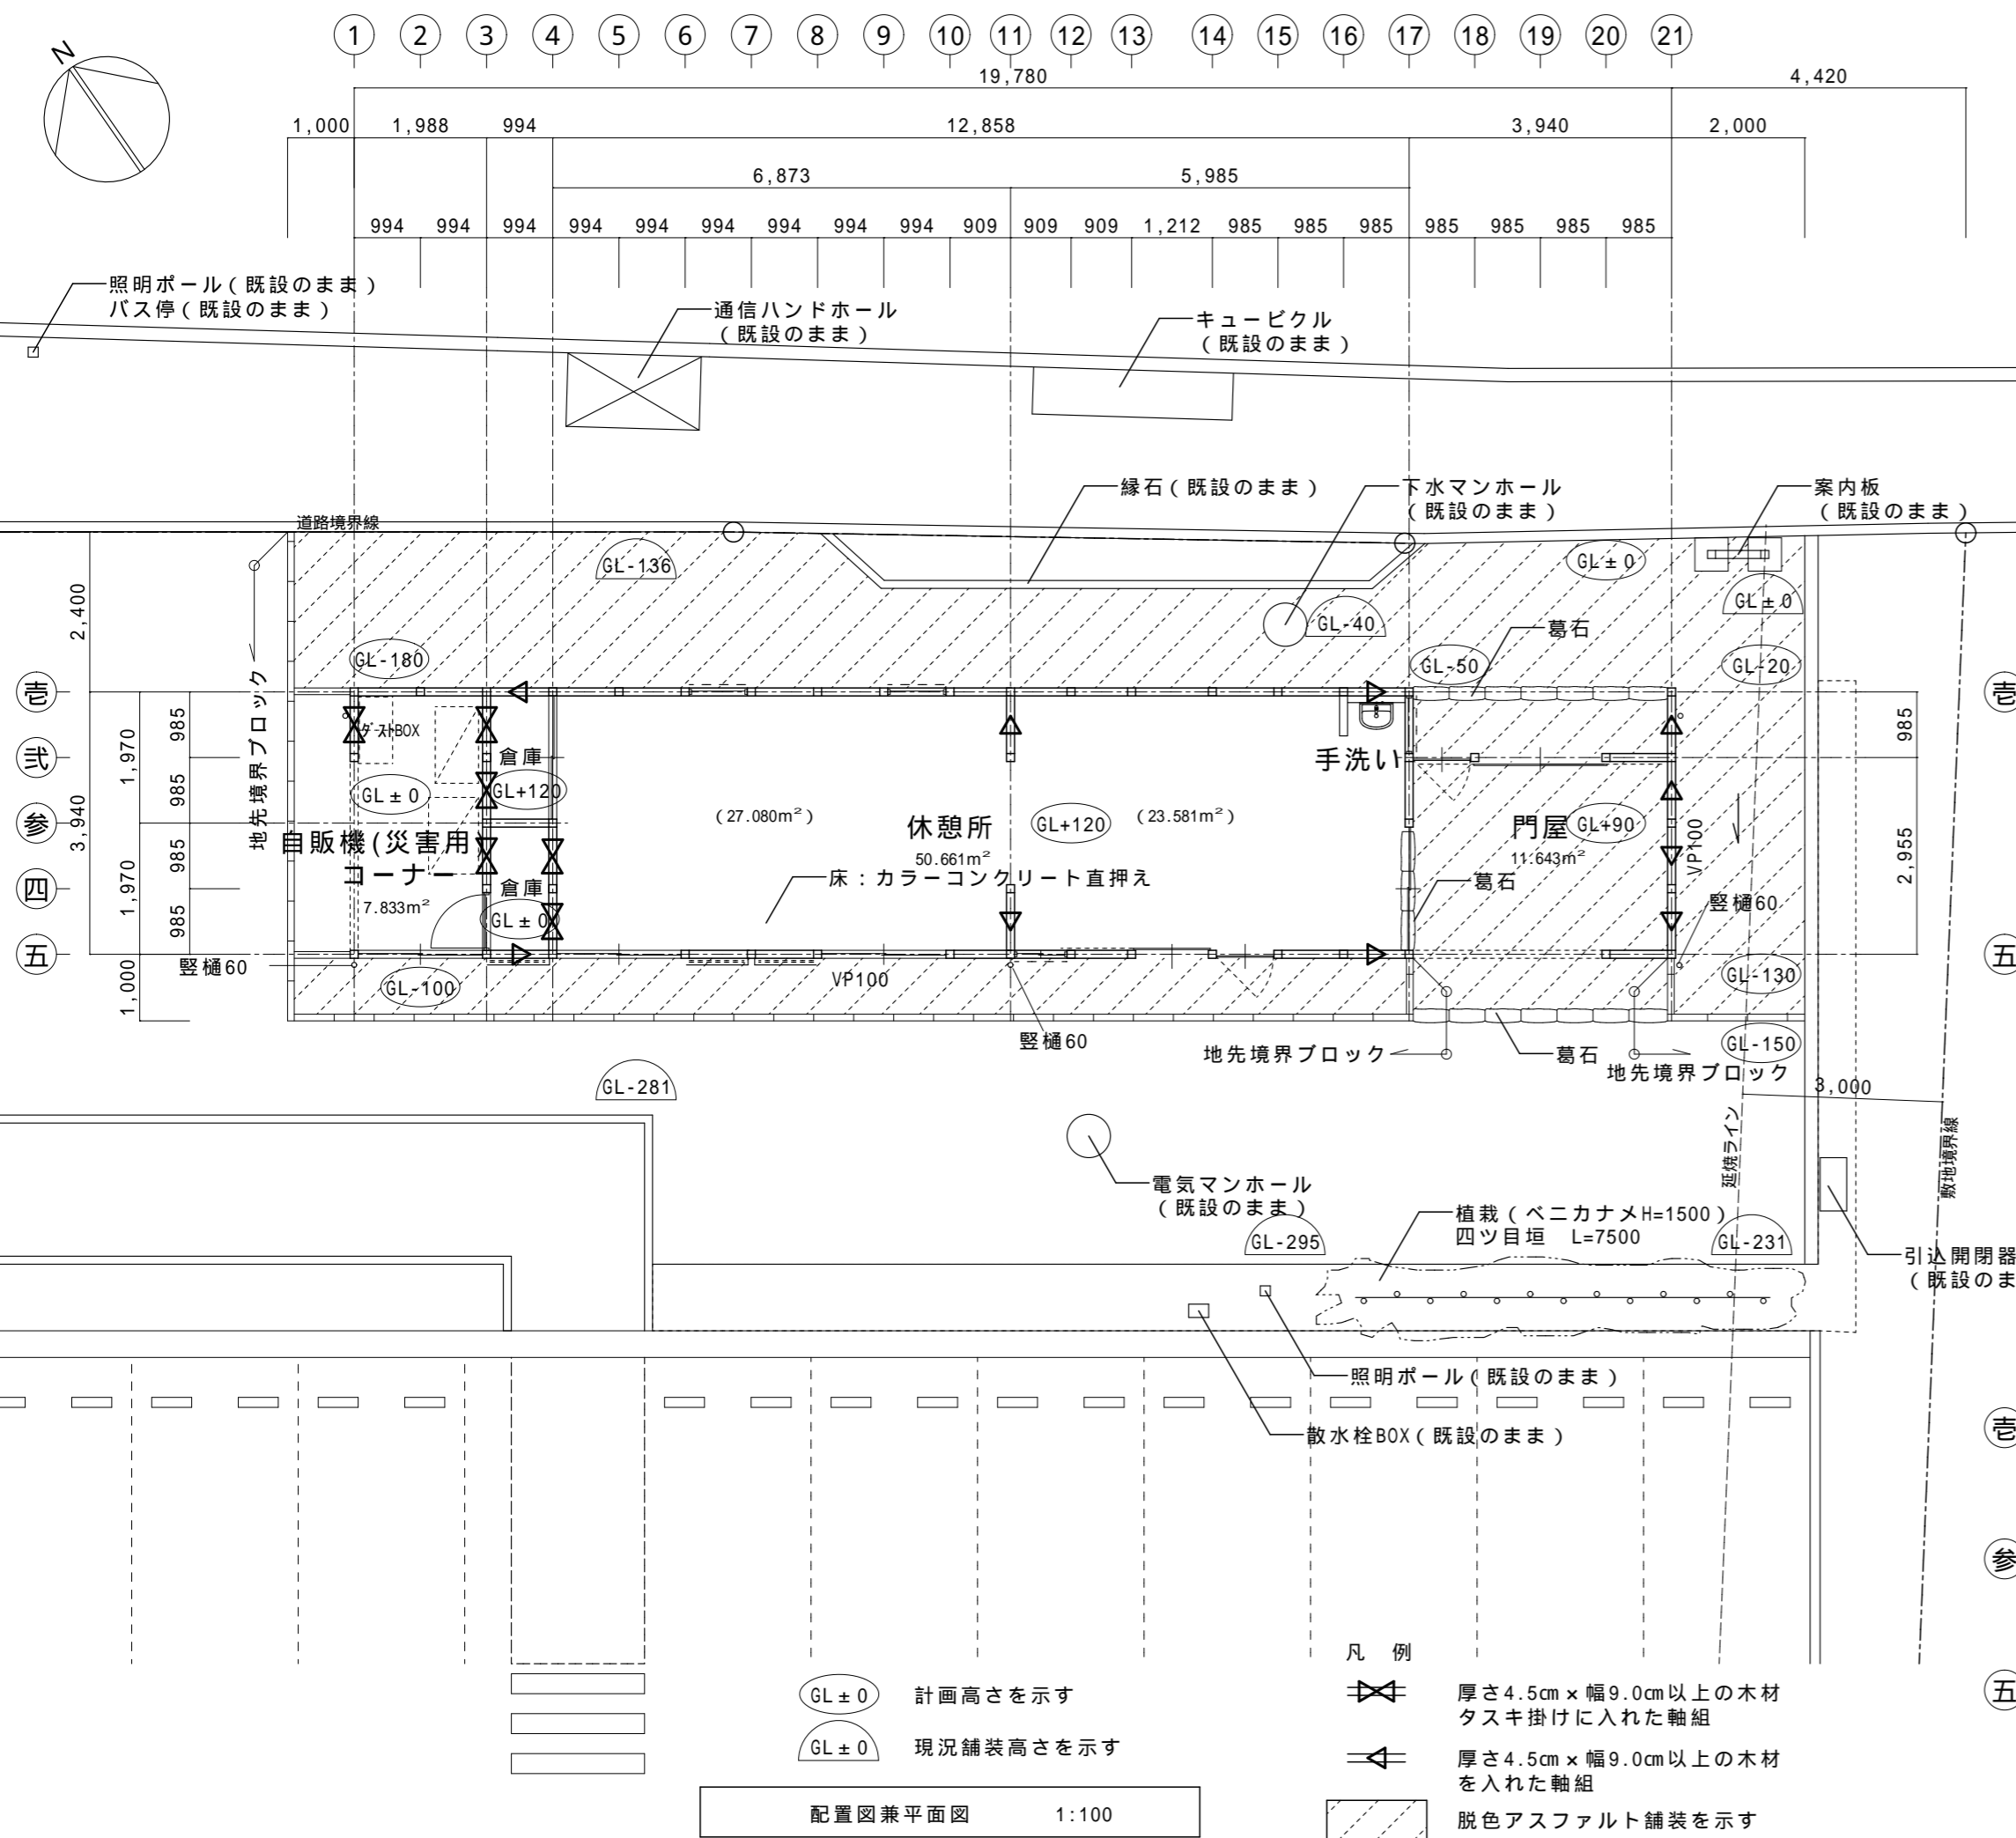 1 2 3 4 5 6 7 8 9 10 11 12 13 14 15 16 17 18 19 20 21
N
19,780 4,420
1,000 1,988 994 12,858 3,940 2,000
6,873 5,985
994 994 994 994 994 994 994 994 994 909 909 909 1,212 985 985 985 985 985 985 985
照明ポール(既設のまま)
バス停(既設のまま)
通信ハンドホール
(既設のまま)
キュービクル
(既設のまま)
縁石(既設のまま)
下水マンホール
(既設のまま)
案内板
(既設のまま)
道路境界線
GL-136
GL±0
GL±0
GL-40
葛石
2,400
GL-180
GL-50
GL-20
壱
弐
参
四
五
壱
五
985
985
985
985
1,970
1,970
3,940
1,000
地先境界ブロック
ダストBOX
倉庫
GL+120
GL±0
自販機(災害用)
コーナー
7.833m²
倉庫
GL±0
(27.080m²)
休憩所
50.661m²
GL+120
(23.581m²)
手洗い
門屋
11.643m²
GL+90
葛石
VP100
985
2,955
床:カラーコンクリート直押え
竪樋60
竪樋60
GL-100
VP100
竪樋60
GL-130
地先境界ブロック
葛石
地先境界ブロック
GL-150
3,000
GL-281
電気マンホール
(既設のまま)
延焼ライン
敷地境界線
GL-295
植栽(ベニカナメH=1500)
四ツ目垣 L=7500
GL-231
引込開閉器
(既設のま
照明ポール(既設のまま)
散水栓BOX(既設のまま)
壱
参
五
凡 例
GL±0 計画高さを示す
GL±0 現況舗装高さを示す
厚さ4.5㎝×幅9.0㎝以上の木材
タスキ掛けに入れた軸組
厚さ4.5㎝×幅9.0㎝以上の木材
を入れた軸組
脱色アスファルト舗装を示す
配置図兼平面図 1:100